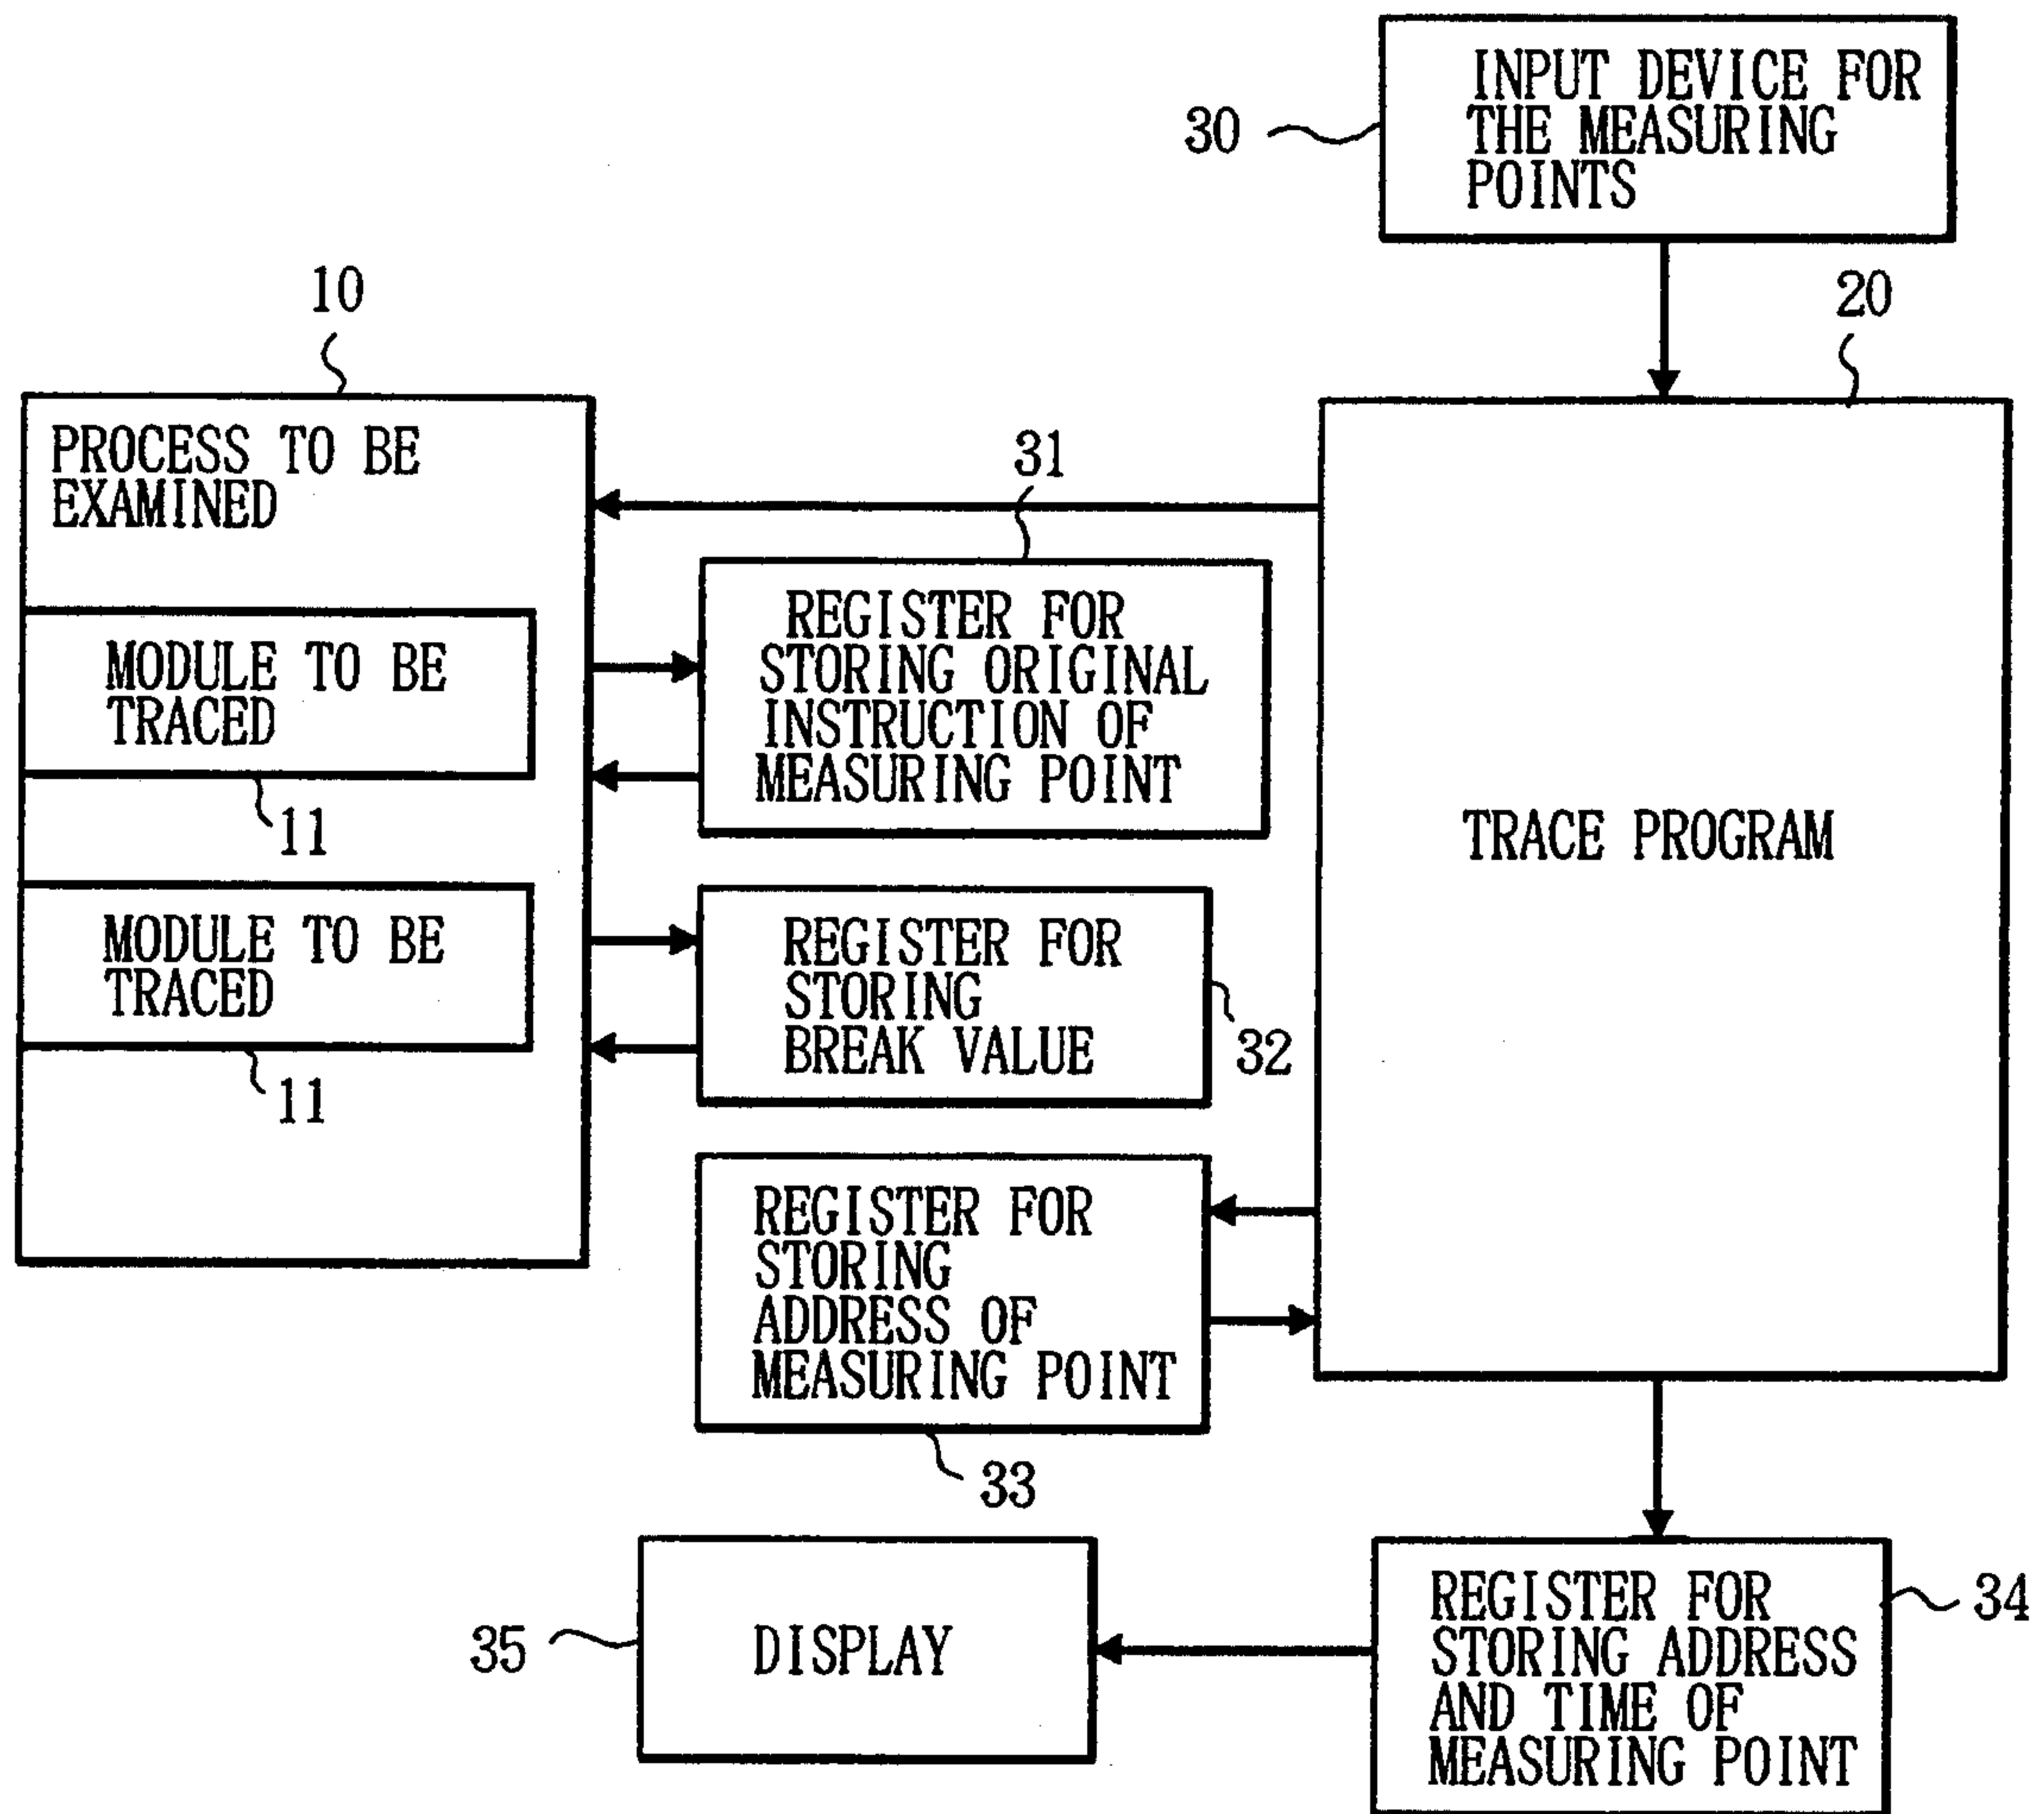 INPUT DEVICE FOR
THE MEASURING
POINTS
30
10
20
PROCESS TO BE
EXAMINED
31
REGISTER FOR
STORING ORIGINAL
INSTRUCTION OF
MEASURING POINT
MODULE TO BE
TRACED
11
TRACE PROGRAM
MODULE TO BE
TRACED
11
REGISTER FOR
STORING
BREAK VALUE
32
REGISTER FOR
STORING
ADDRESS OF
MEASURING POINT
33
35
DISPLAY
REGISTER FOR
STORING ADDRESS
AND TIME OF
MEASURING POINT
34